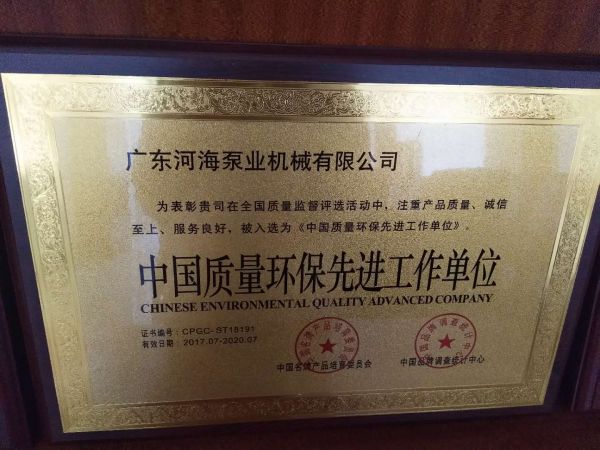 广东河海泵业机械有限公司
为表彰贵司在全国质量监督评选活动中，注重产品质量、诚信
至上、服务良好，被入选为《中国质量环保先进工作单位》。
中国质量环保先进工作单位
CHINESE ENVIRONMENTAL QUALITY ADVANCED COMPANY
证书编号：CPGC-ST18191
有效日期：2017.07-2020.07
中国名牌产品培育委员会
中国品牌调查统计中心